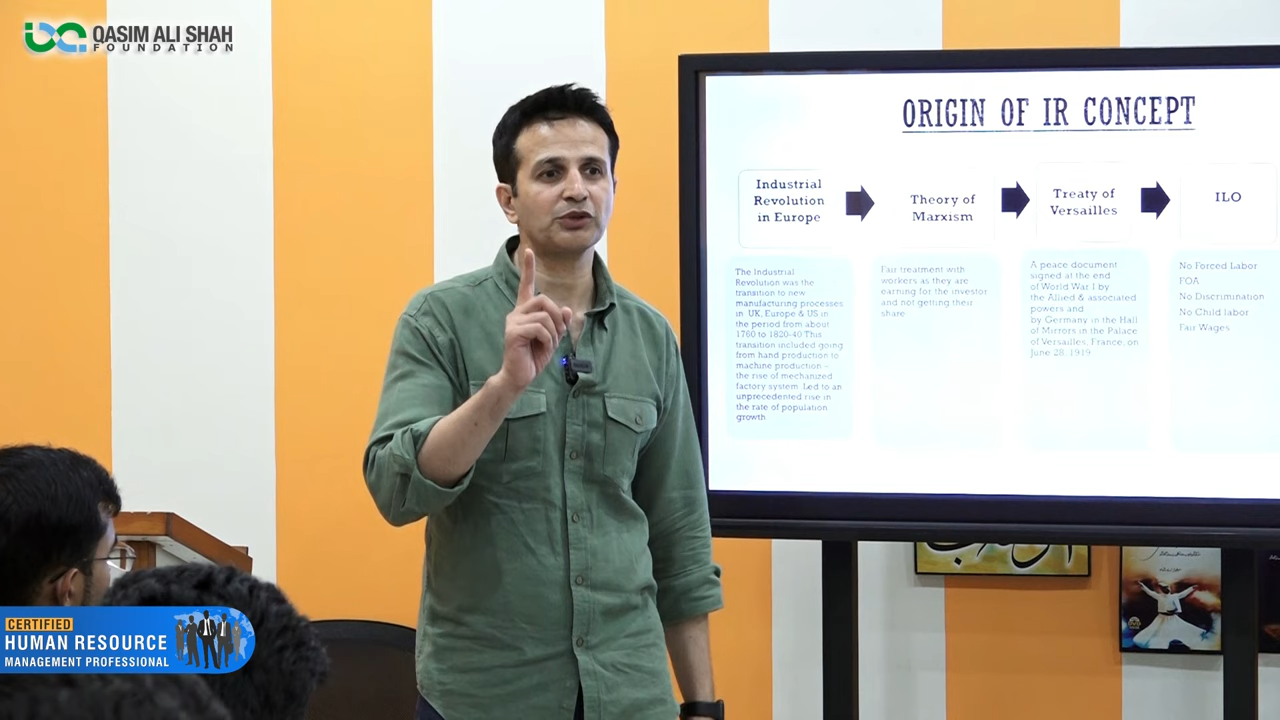 QASIM ALI SHAH
FOUNDATION
ORIGIN OF IR CONCEPT
Industrial
Revolution
in Europe
Theory of
Marxism
Treaty of
Versailles
ILO
The Industrial
Revolution was the
transition to new
manufacturing processes
in UK, Europe & US in
the period from about
1760 to 1820-40 This
transition included going
from hand production to
machine production –
the rise of mechanized
factory system. Led to an
unprecedented rise in
the rate of population
growth
Fair treatment with
workers as they are
earning for the investor
and not getting their
share
A peace document
signed at the end
of World War I by
the Allied & associated
powers and
by Germany in the Hall
of Mirrors in the Palace
of Versailles, France, on
June 28, 1919
No Forced Labor
FOA
No Discrimination
No Child labor
Fair Wages
CERTIFIED
HUMAN RESOURCE
MANAGEMENT PROFESSIONAL